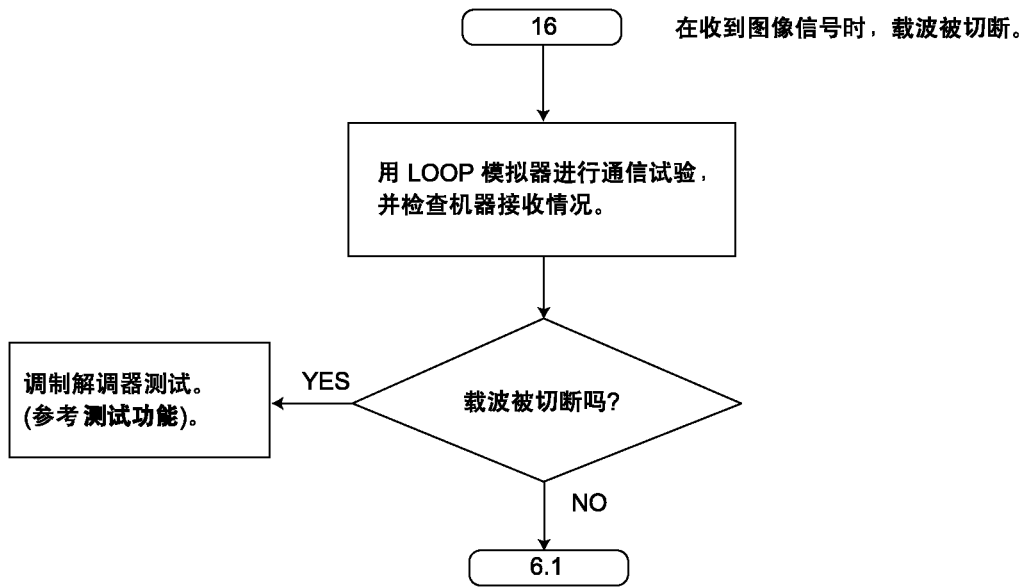 16
在收到图像信号时，载波被切断。
用 LOOP 模拟器进行通信试验，
并检查机器接收情况。
载波被切断吗?
YES
调制解调器测试。
(参考 测试功能)。
NO
6.1